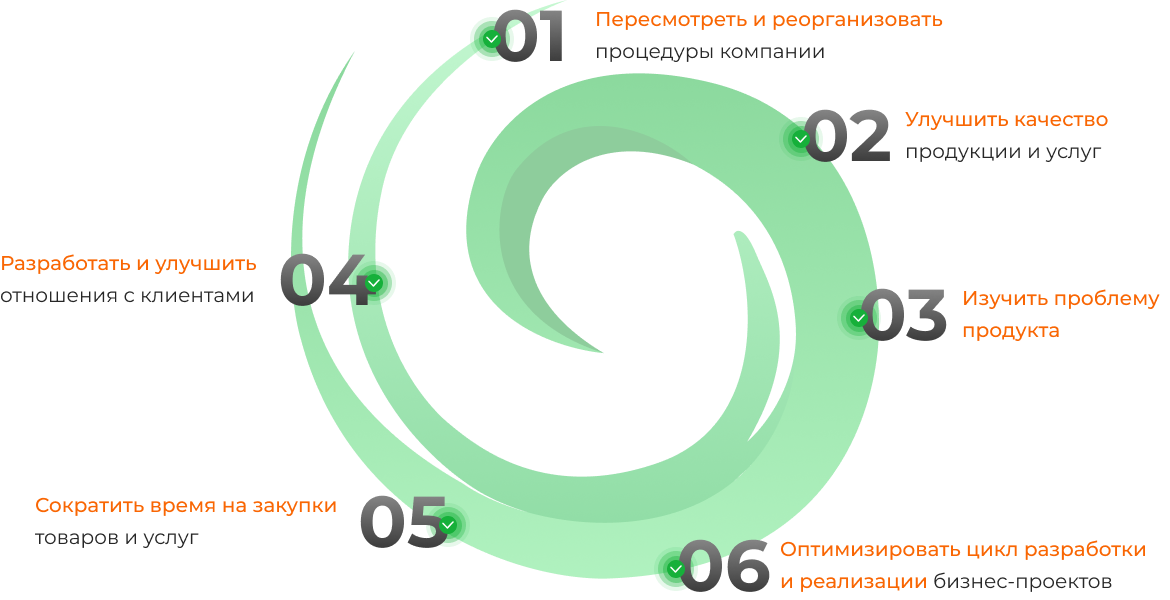 01
Пересмотреть и реорганизовать
процедуры компании
02
Улучшить качество
продукции и услуг
03
Изучить проблему
продукта
04
Разработать и улучшить
отношения с клиентами
05
Сократить время на закупки
товаров и услуг
06
Оптимизировать цикл разработки
и реализации бизнес-проектов